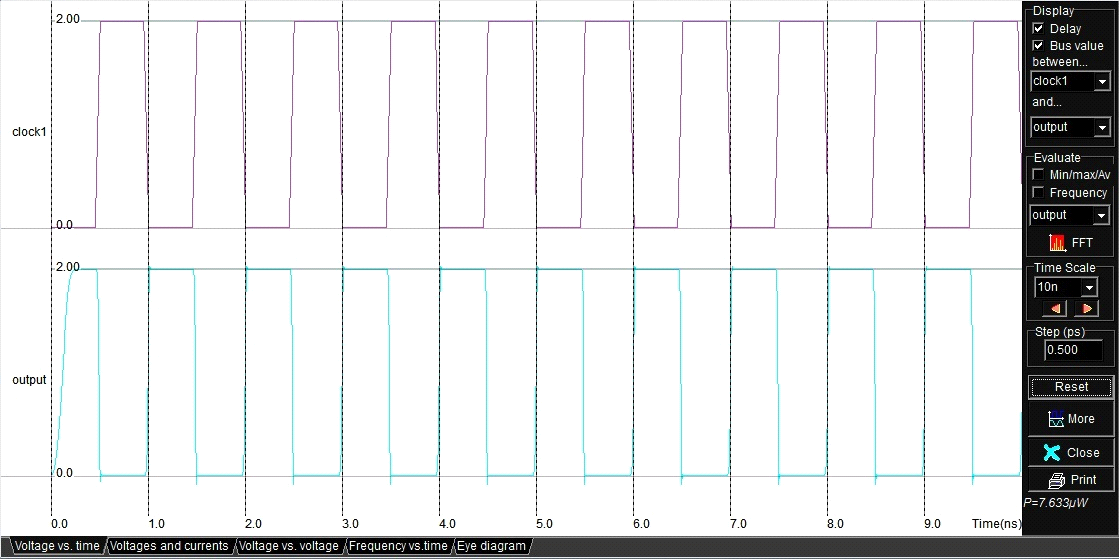 2.00
clock1
0.0
2.00
output
0.0
0.0 1.0 2.0 3.0 4.0 5.0 6.0 7.0 8.0 9.0 Time(ns)
Voltage vs. time Voltages and currents Voltage vs. voltage Frequency vs.time Eye diagram
Display
Delay
Bus value
between...
clock1
and...
output
Evaluate
Min/max/Av
Frequency
output
FFT
Time Scale
10n
Step (ps)
0.500
Reset
More
Close
Print
P=7.633µW